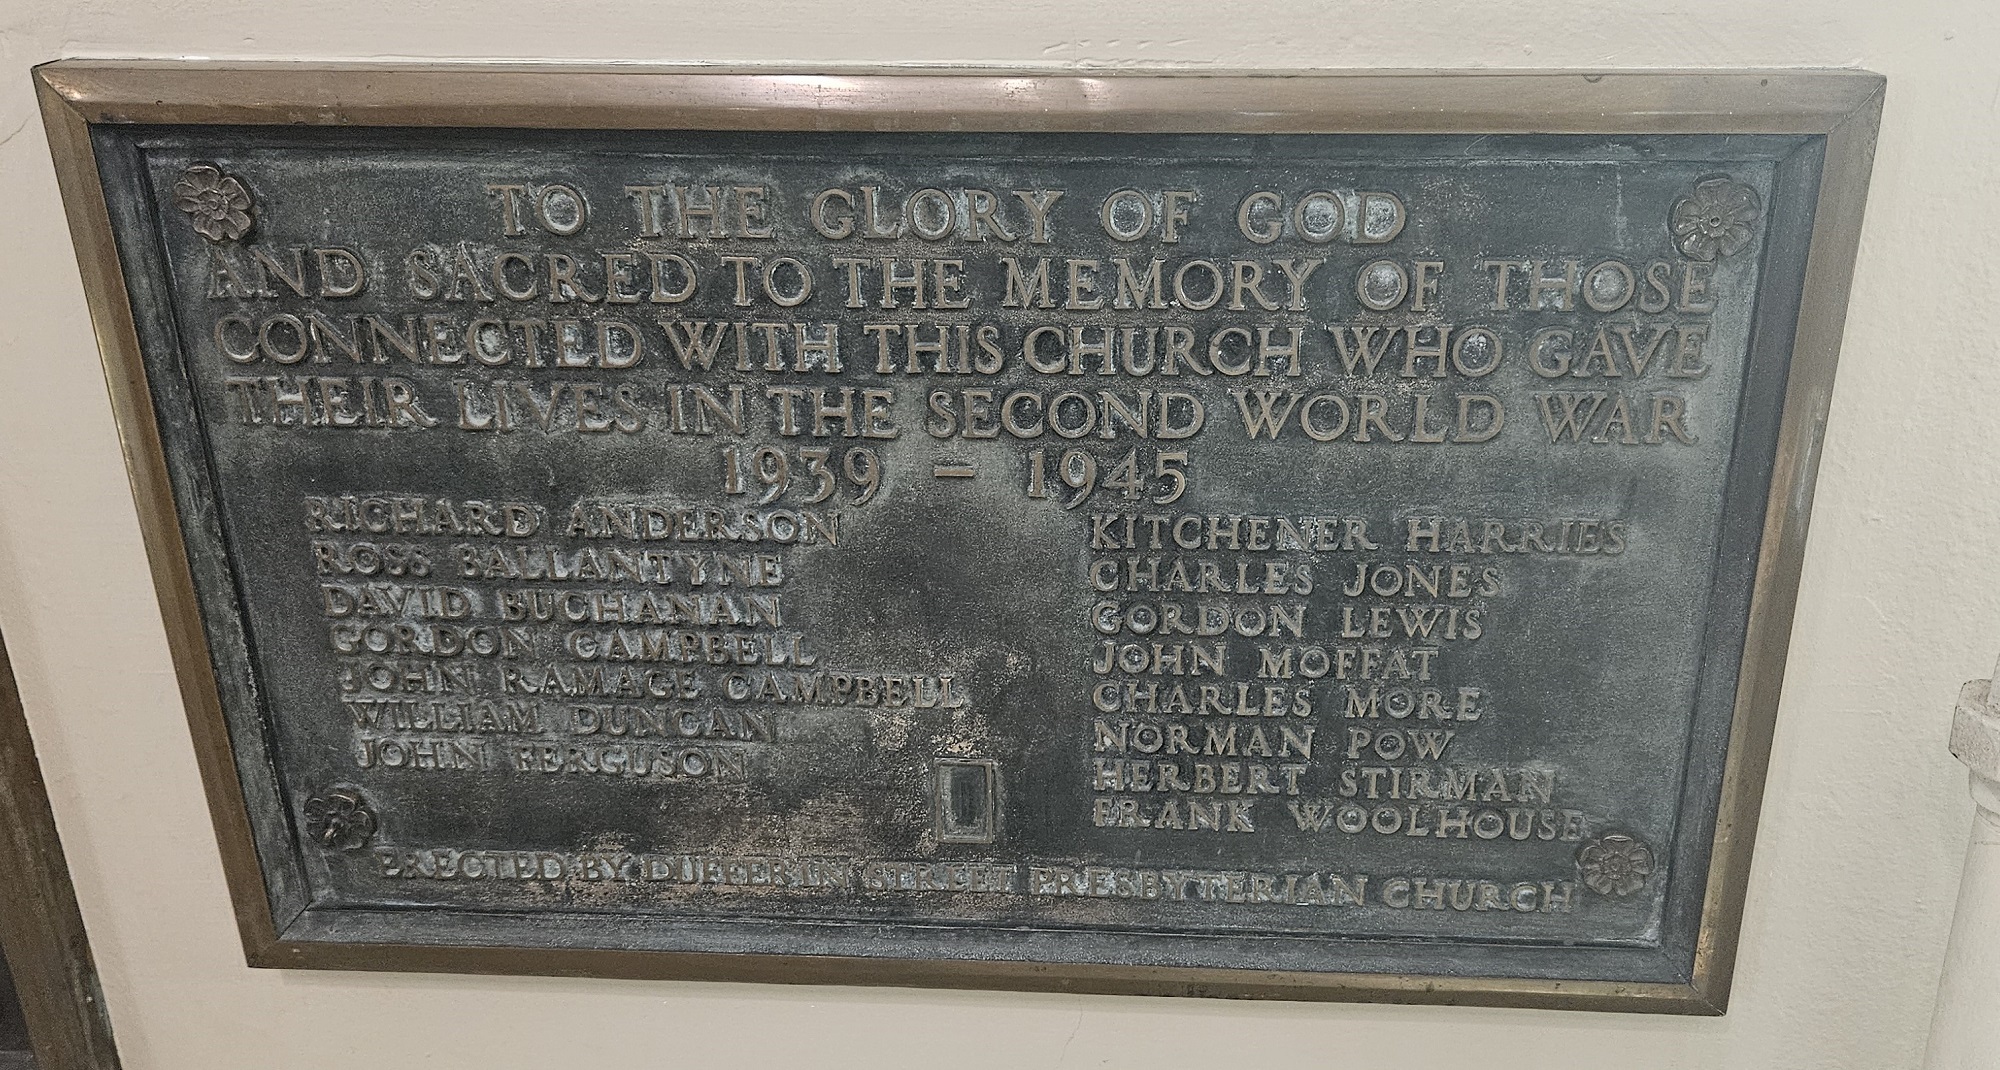 TO THE GLORY OF GOD
AND SACRED TO THE MEMORY OF THOSE
CONNECTED WITH THIS CHURCH WHO GAVE
THEIR LIVES IN THE SECOND WORLD WAR
1939 – 1945
RICHARD ANDERSON
ROSS BALLANTYNE
DAVID BUCHANAN
GORDON CAMPBELL
JOHN RAMAGE CAMPBELL
WILLIAM DUNCAN
JOHN FERGUSON
KITCHENER HARRIES
CHARLES JONES
GORDON LEWIS
JOHN MOFFAT
CHARLES MORE
NORMAN POW
HERBERT STIRMAN
FRANK WOOLHOUSE
ERECTED BY DUFFERIN STREET PRESBYTERIAN CHURCH